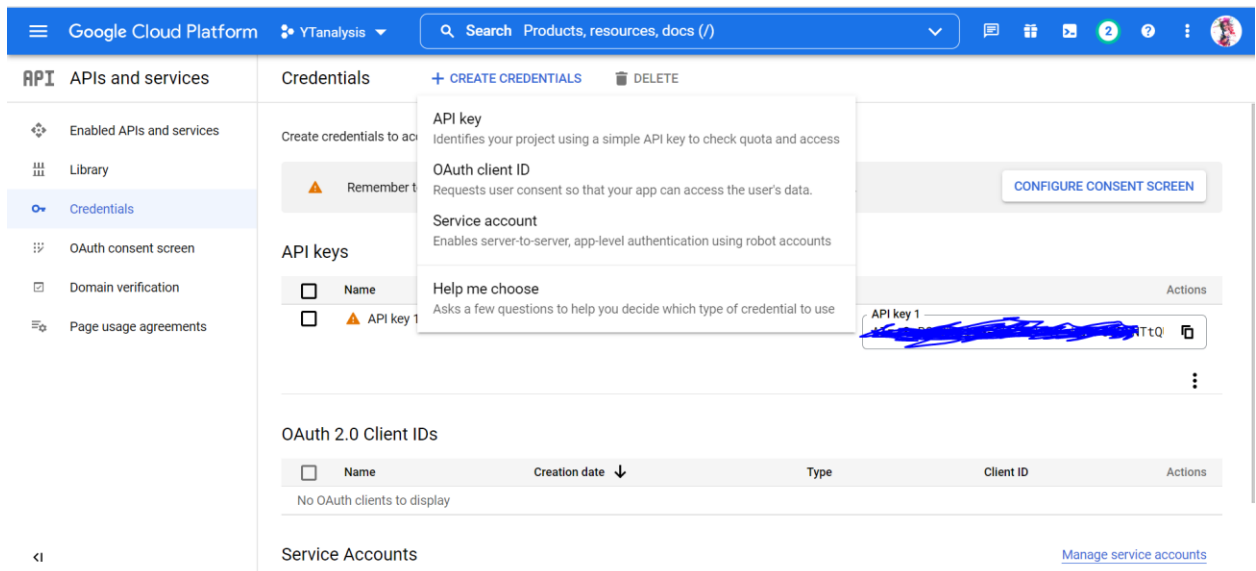 Google Cloud Platform
YTanalysis
Search Products, resources, docs (/)
2
API APIs and services
Credentials
+ CREATE CREDENTIALS
DELETE
Enabled APIs and services
Library
Credentials
OAuth consent screen
Domain verification
Page usage agreements
Create credentials to
API key
Identifies your project using a simple API key to check quota and access
OAuth client ID
Requests user consent so that your app can access the user's data.
Service account
Enables server-to-server, app-level authentication using robot accounts
Help me choose
Asks a few questions to help you decide which type of credential to use
Remember
CONFIGURE CONSENT SCREEN
API keys
Name
Actions
API key 1
API key 1
TtQ
OAuth 2.0 Client IDs
Name Creation date Type Client ID Actions
No OAuth clients to display
Service Accounts
Manage service accounts